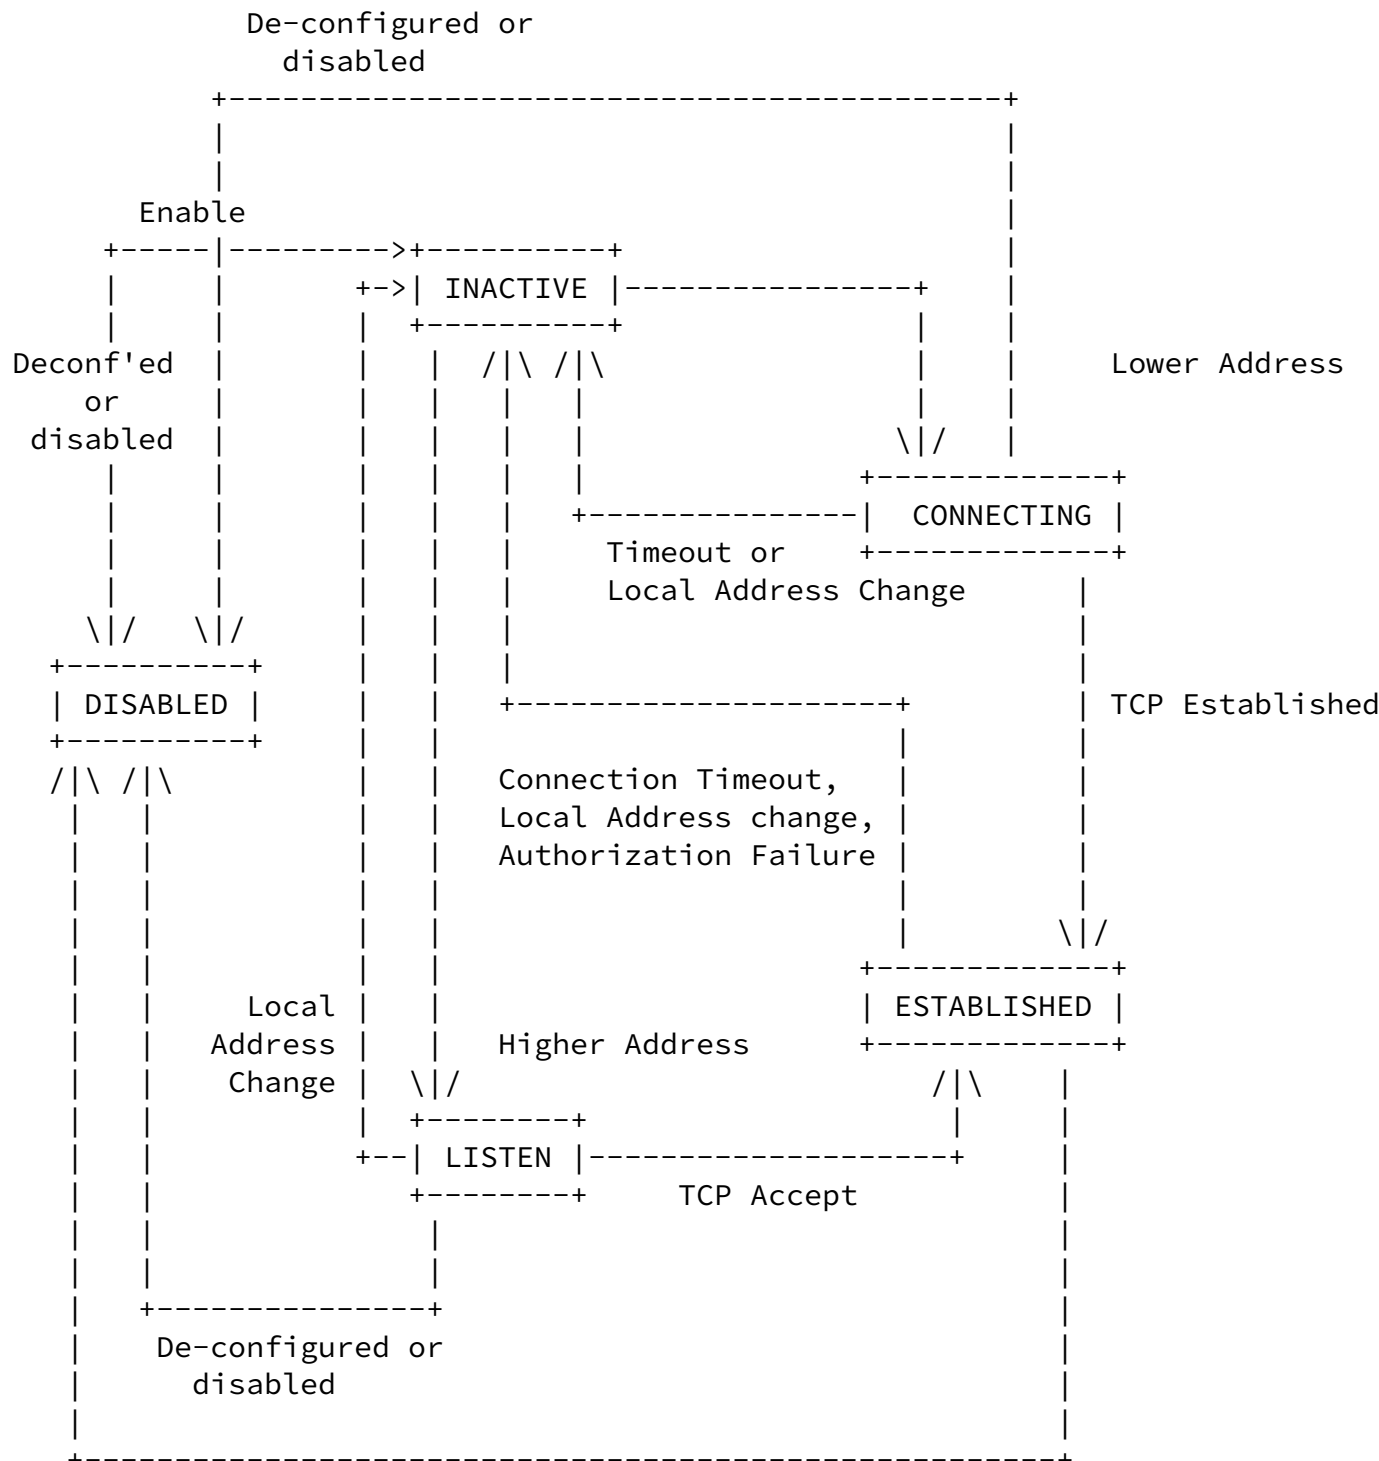 De-configured or
disabled
Enable
INACTIVE
Deconf'ed
or
disabled
Lower Address
CONNECTING
Timeout or
Local Address Change
DISABLED
TCP Established
Connection Timeout,
Local Address change,
Authorization Failure
ESTABLISHED
Local
Address
Change
Higher Address
LISTEN
TCP Accept
De-configured or
disabled